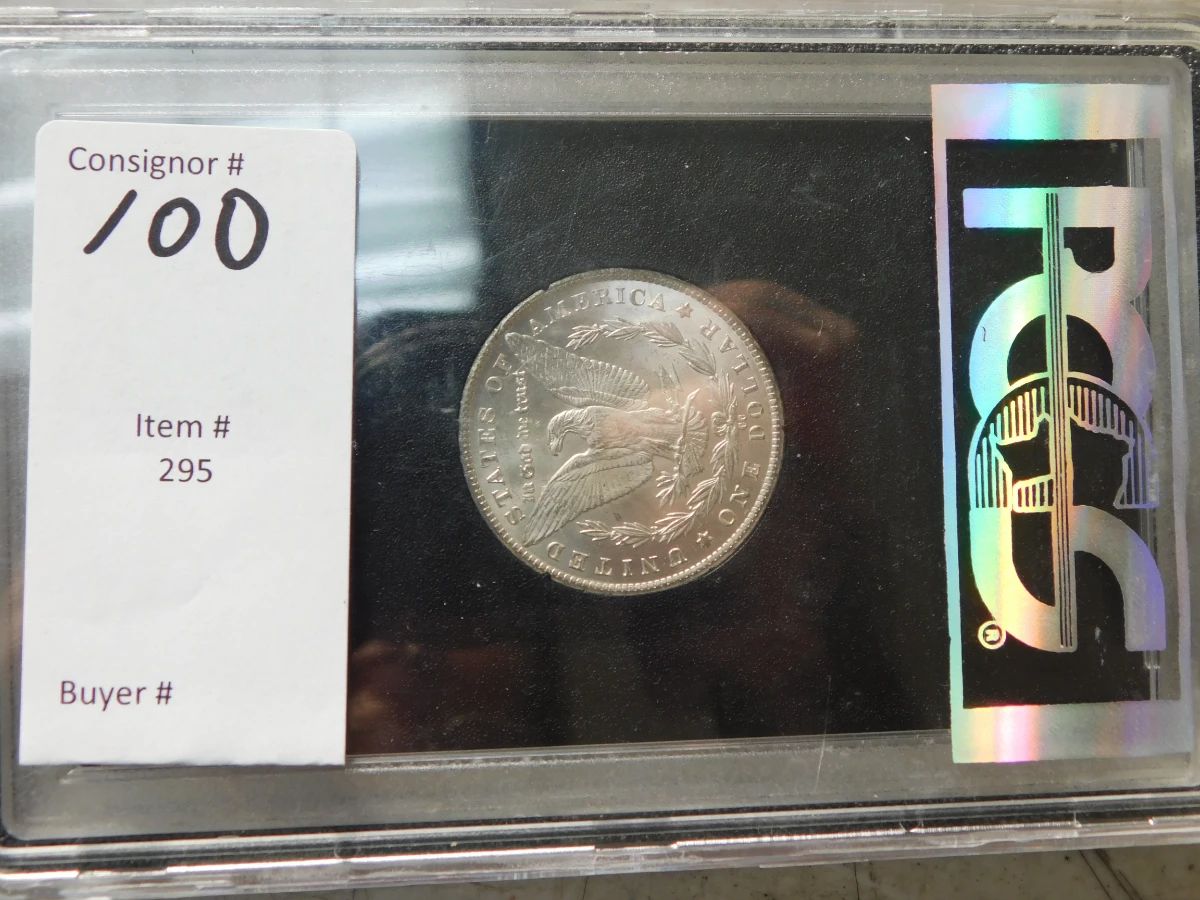 Consignor #
100
Item #
295
Buyer #
UNITED STATES OF AMERICA
In God we trust
ONE DOLLAR
PCGS
®